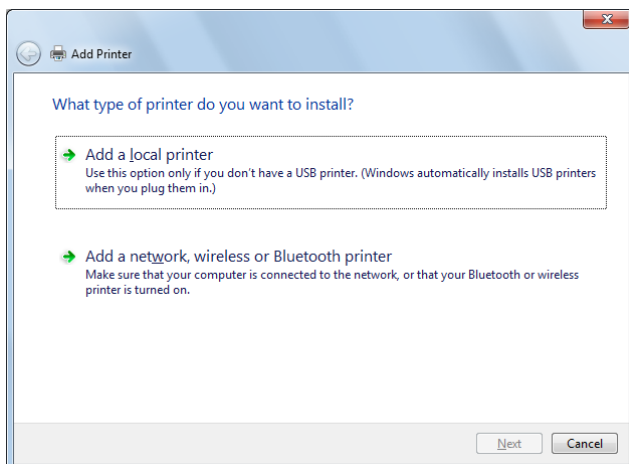 Add Printer
What type of printer do you want to install?
Add a local printer
Use this option only if you don't have a USB printer. (Windows automatically installs USB printers
when you plug them in.)
Add a network, wireless or Bluetooth printer
Make sure that your computer is connected to the network, or that your Bluetooth or wireless
printer is turned on.
Next Cancel